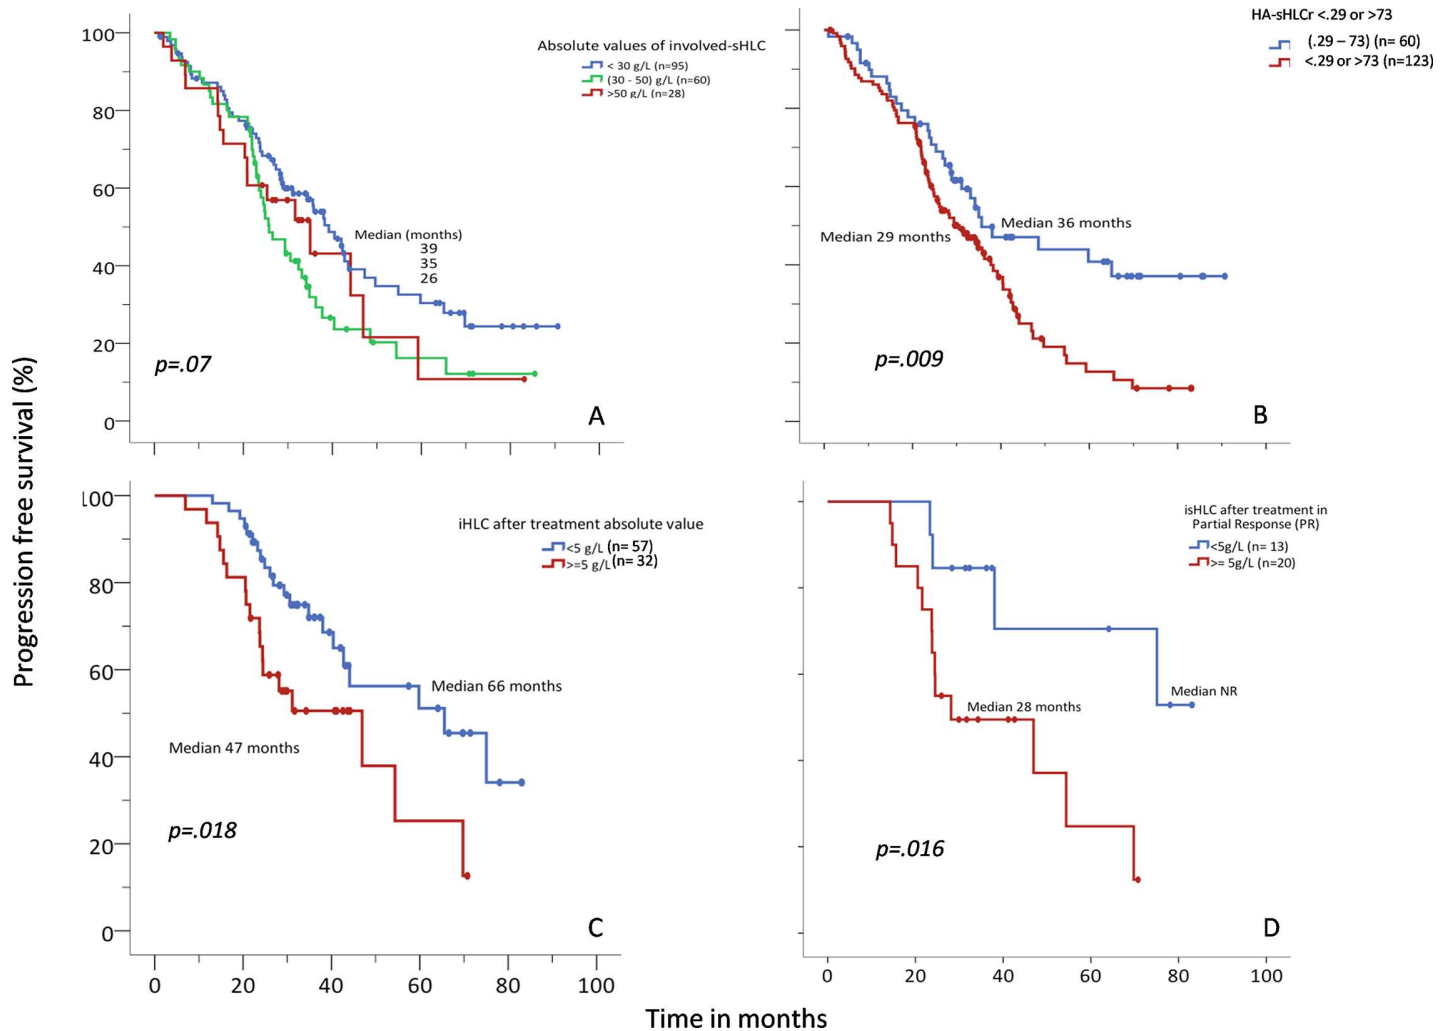 Progression free survival (%)
100
80
60
40
20
0
Absolute values of involved-sHLC
< 30 g/L (n=95)
(30 - 50) g/L (n=60)
>50 g/L (n=28)
Median (months)
39
35
26
p=.07
A
HA-sHLCr <.29 or >73
(.29 – 73) (n= 60)
<.29 or >73 (n=123)
Median 36 months
Median 29 months
p=.009
B
100
80
60
40
20
0
iHLC after treatment absolute value
<5 g/L (n= 57)
>=5 g/L (n= 32)
Median 66 months
Median 47 months
p=.018
C
0 20 40 60 80 100
isHLC after treatment in
Partial Response (PR)
<5g/L (n= 13)
>= 5g/L (n=20)
Median NR
Median 28 months
p=.016
D
0 20 40 60 80 100
Time in months